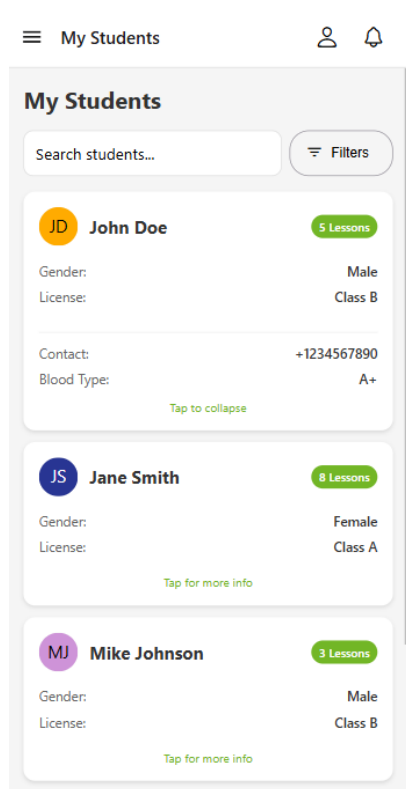 My Students
My Students
Search students...
Filters
JD John Doe 5 Lessons
Gender: Male
License: Class B
Contact: +1234567890
Blood Type: A+
Tap to collapse
JS Jane Smith 8 Lessons
Gender: Female
License: Class A
Tap for more info
MJ Mike Johnson 3 Lessons
Gender: Male
License: Class B
Tap for more info